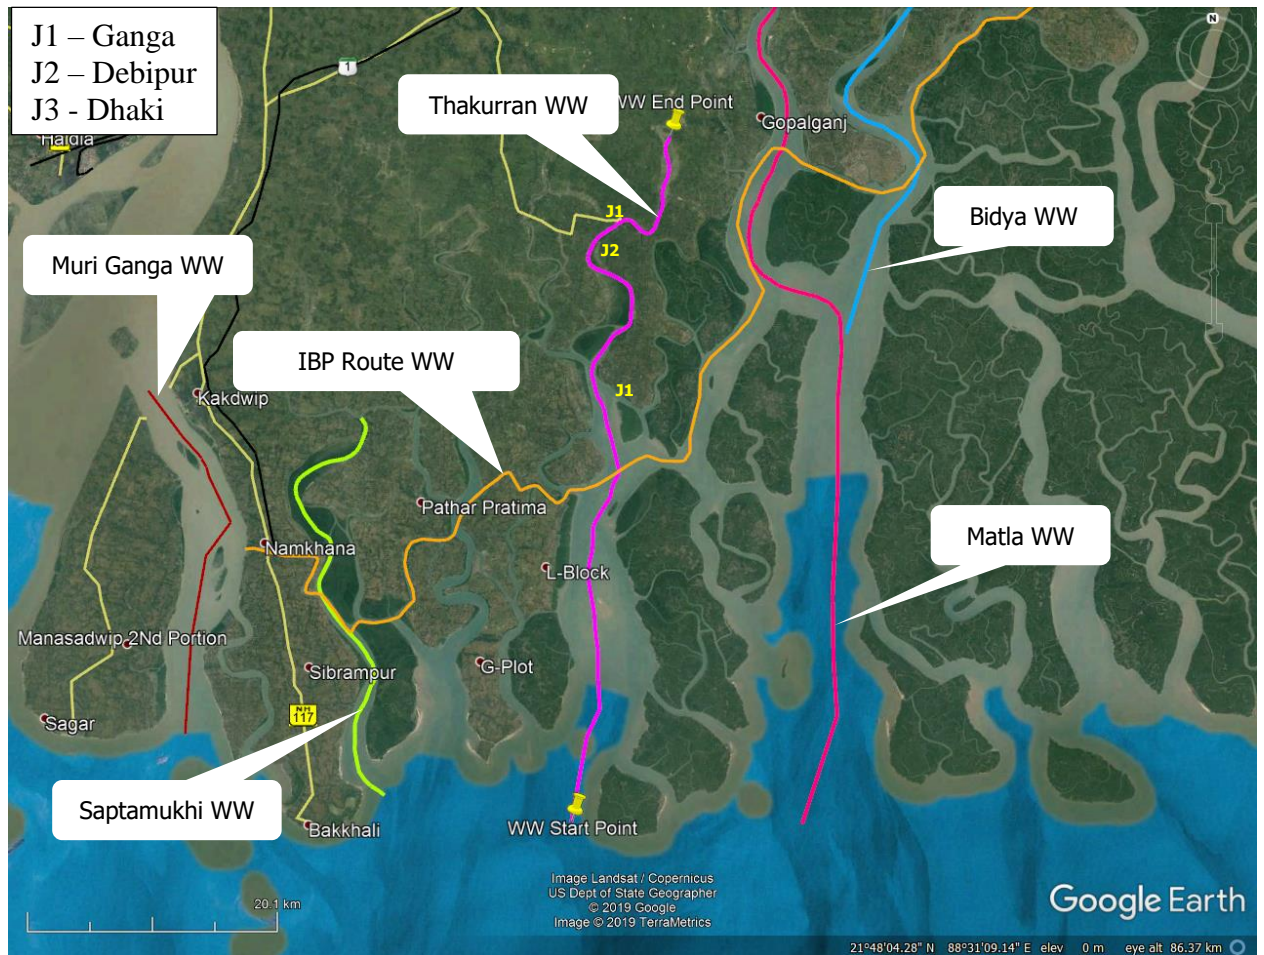 J1 – Ganga
J2 – Debipur
J3 - Dhaki
Haldia
1
Thakurran WW
WW End Point
Gopalganj
J1
Bidya WW
J2
Muri Ganga WW
IBP Route WW
Kakdwip
J1
Pathar Pratima
Matla WW
Namkhana
L-Block
Manasadwip 2Nd Portion
Sibrampur
G-Plot
NH
117
Sagar
Saptamukhi WW
Bakkhali
WW Start Point
Image Landsat / Copernicus
US Dept of State Geographer
© 2019 Google
Image © 2019 TerraMetrics
20.1 km
Google Earth
21°48'04.28" N 88°31'09.14" E elev 0 m eye alt 86.37 km
N